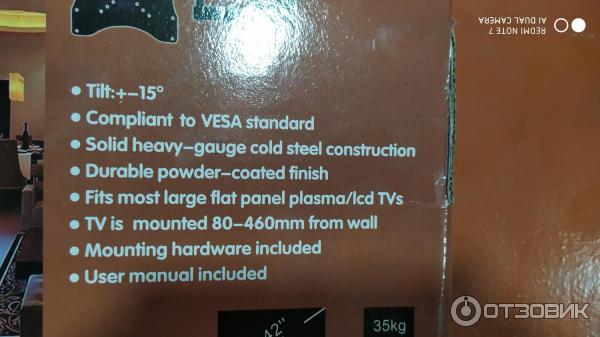 • Tilt:+-15°
• Compliant to VESA standard
• Solid heavy-gauge cold steel construction
• Durable powder-coated finish
• Fits most large flat panel plasma/lcd TVs
• TV is mounted 80-460mm from wall
• Mounting hardware included
• User manual included
42"
35kg
REDMI NOTE 7
AI DUAL CAMERA
ОТЗОВИК